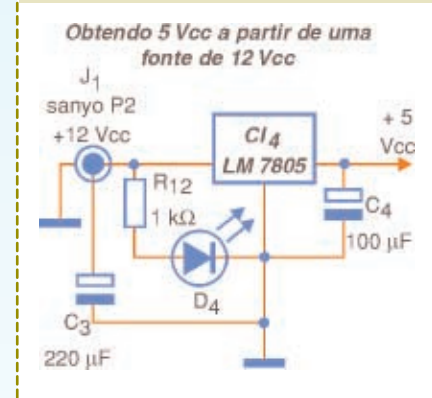 Obtendo 5 Vcc a partir de uma
fonte de 12 Vcc
J1
sanyo P2
+12 Vcc
CI4
LM 7805
+ 5
Vcc
R12
1 kΩ
C4
100 µF
D4
C3
220 µF